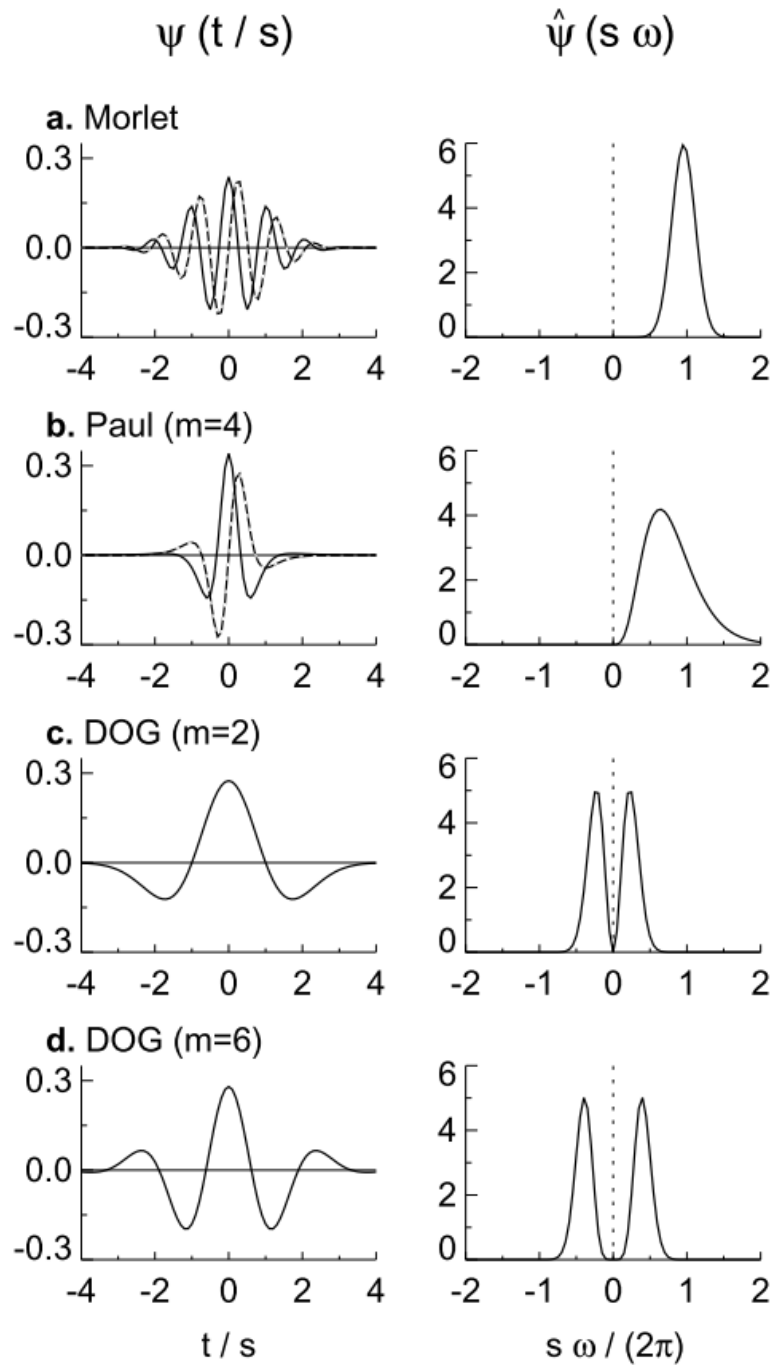 ψ (t / s)
ψ̂ (s ω)
a. Morlet
0.3
0.0
-0.3
-4 -2 0 2 4
6
4
2
0
-2 -1 0 1 2
b. Paul (m=4)
0.3
0.0
-0.3
-4 -2 0 2 4
6
4
2
0
-2 -1 0 1 2
c. DOG (m=2)
0.3
0.0
-0.3
-4 -2 0 2 4
6
4
2
0
-2 -1 0 1 2
d. DOG (m=6)
0.3
0.0
-0.3
-4 -2 0 2 4
6
4
2
0
-2 -1 0 1 2
t / s
s ω / (2π)